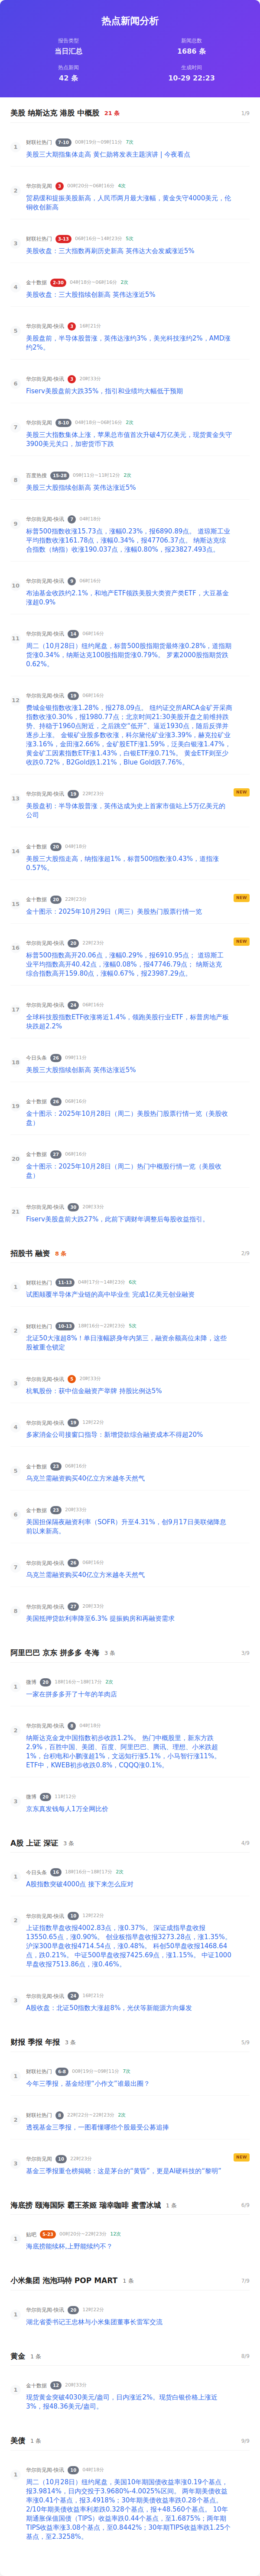 热点新闻分析
报告类型
新闻总数
当日汇总
1686 条
热点新闻
生成时间
42 条
10-29 22:23
美股 纳斯达克 港股 中概股 21 条 1/9
1
财联社热门 7-10 00时19分~09时11分 7次
美股三大期指集体走高 黄仁勋将发表主题演讲 | 今夜看点
2
华尔街见闻 3 00时20分~06时16分 4次
贸易缓和提振美股新高，人民币两月最大涨幅，黄金失守4000美元，伦
铜收创新高
3
财联社热门 3-13 06时16分~14时23分 5次
美股收盘：三大指数再刷历史新高 英伟达大会发威涨近5%
4
金十数据 2-30 04时18分~06时16分 2次
美股收盘：美股三大股指续创新高 英伟达涨近5%
5
华尔街见闻-快讯 3 16时21分
美股盘前，半导体股普涨，英伟达涨约3%，美光科技涨约2%，AMD涨
约2%。
6
华尔街见闻-快讯 3 20时33分
Fiserv美股盘前大跌35%，指引和业绩均大幅低于预期
7
华尔街见闻 8-10 04时18分~06时16分 2次
美股三大指数集体上涨，苹果总市值首次升破4万亿美元，现货黄金失守
3900美元关口，加密货币下跌
8
百度热搜 15-28 09时11分~11时12分 2次
美股三大股指续创新高 英伟达涨近5%
9
华尔街见闻-快讯 7 04时18分
标普500指数收涨15.73点，涨幅0.23%，报6890.89点。 道琼斯工业
平均指数收涨161.78点，涨幅0.34%，报47706.37点。 纳斯达克综
合指数（纳指）收涨190.037点，涨幅0.80%，报23827.493点。
10
华尔街见闻-快讯 9 06时16分
布油基金收跌约2.1%，和地产ETF领跌美股大类资产类ETF，大豆基金
涨超0.9%
11
华尔街见闻-快讯 14 06时16分
周二（10月28日）纽约尾盘，标普500股指期货最终涨0.28%，道指期
货涨0.34%，纳斯达克100股指期货涨0.79%。 罗素2000股指期货跌
0.62%。
12
华尔街见闻-快讯 19 06时16分
费城金银指数收涨1.28%，报278.09点。 纽约证交所ARCA金矿开采商
指数收涨0.30%，报1980.77点；北京时间21:30美股开盘之前维持跌
势、持稳于1960点附近，之后跳空“低开”、逼近1930点，随后反弹并
逐步上涨。 金银矿业股多数收涨，科尔黛伦矿业涨3.39%，赫克拉矿业
涨3.16%，金田涨2.66%，金矿股ETF涨1.59%，泛美白银涨1.47%，
黄金矿工因素指数ETF涨1.43%，白银ETF涨0.71%。 黄金ETF则至少
收跌0.72%，B2Gold跌1.21%，Blue Gold跌7.76%。
13
华尔街见闻-快讯 19 22时23分 NEW
美股盘初：半导体股普涨，英伟达成为史上首家市值站上5万亿美元的
公司
14
金十数据 20 04时18分
美股三大股指走高，纳指涨超1%，标普500指数涨0.43%，道指涨
0.57%。
15
金十数据 20 22时23分 NEW
金十图示：2025年10月29日（周三）美股热门股票行情一览
16
华尔街见闻-快讯 20 22时23分 NEW
标普500指数高开20.06点，涨幅0.29%，报6910.95点； 道琼斯工
业平均指数高开40.42点，涨幅0.08%，报47746.79点； 纳斯达克
综合指数高开159.80点，涨幅0.67%，报23987.29点。
17
华尔街见闻-快讯 24 06时16分
全球科技股指数ETF收涨将近1.4%，领跑美股行业ETF，标普房地产板
块跌超2.2%
18
今日头条 26 09时11分
美股三大股指续创新高 英伟达涨近5%
19
金十数据 26 06时16分
金十图示：2025年10月28日（周二）美股热门股票行情一览（美股收
盘）
20
金十数据 27 06时16分
金十图示：2025年10月28日（周二）热门中概股行情一览（美股收
盘）
21
华尔街见闻-快讯 30 20时33分
Fiserv美股盘前大跌27%，此前下调财年调整后每股收益指引。
招股书 融资 8 条 2/9
1
财联社热门 11-13 04时17分~14时23分 6次
试图颠覆半导体产业链的高中毕业生 完成1亿美元创业融资
2
财联社热门 10-13 18时16分~22时23分 5次
北证50大涨超8%！单日涨幅跻身年内第三，融资余额高位未降，这些
股被重仓锁定
3
华尔街见闻-快讯 5 20时33分
杭氧股份：获中信金融资产举牌 持股比例达5%
4
华尔街见闻-快讯 19 12时22分
多家消金公司接窗口指导：新增贷款综合融资成本不得超20%
5
金十数据 23 06时16分
乌克兰需融资购买40亿立方米越冬天然气
6
金十数据 23 20时33分
美国担保隔夜融资利率（SOFR）升至4.31%，创9月17日美联储降息
前以来新高。
7
华尔街见闻-快讯 26 06时16分
乌克兰需融资购买40亿立方米越冬天然气
8
华尔街见闻-快讯 27 20时33分
美国抵押贷款利率降至6.3% 提振购房和再融资需求
阿里巴巴 京东 拼多多 冬海 3 条 3/9
1
微博 20 18时16分~18时17分 2次
一家在拼多多开了十年的羊肉店
2
华尔街见闻-快讯 8 04时18分
纳斯达克金龙中国指数初步收跌1.2%。 热门中概股里，新东方跌
2.9%，百胜中国、美团、百度、阿里巴巴、腾讯、理想、小米跌超
1%，台积电和小鹏涨超1%，文远知行涨5.1%，小马智行涨11%。
ETF中，KWEB初步收跌0.8%，CQQQ涨0.1%。
3
微博 28 11时12分
京东真发钱每人1万全网比价
A股 上证 深证 3 条 4/9
1
今日头条 16 18时16分~18时17分 2次
A股指数突破4000点 接下来怎么应对
2
华尔街见闻-快讯 10 12时22分
上证指数早盘收报4002.83点，涨0.37%。 深证成指早盘收报
13550.65点，涨0.90%。 创业板指早盘收报3273.28点，涨1.35%。
沪深300早盘收报4714.54点，涨0.48%。 科创50早盘收报1468.64
点，跌0.21%。 中证500早盘收报7425.69点，涨1.15%。 中证1000
早盘收报7513.86点，涨0.46%。
3
华尔街见闻-快讯 24 16时21分
A股收盘：北证50指数大涨超8%，光伏等新能源方向爆发
财报 季报 年报 3 条 5/9
1
财联社热门 6-8 00时19分~09时11分 7次
今年三季报，基金经理“小作文”谁最出圈？
2
财联社热门 8 22时22分~22时23分 2次
透视基金三季报，一图看懂哪些个股最受公募追捧
3
华尔街见闻 10 22时23分 NEW
基金三季报重仓榜揭晓：这是茅台的“黄昏”，更是AI硬科技的“黎明”
海底捞 颐海国际 霸王茶姬 瑞幸咖啡 蜜雪冰城 1 条 6/9
1
贴吧 5-23 00时20分~22时23分 12次
海底捞能续杯,上野能续约不？
小米集团 泡泡玛特 POP MART 1 条 7/9
1
华尔街见闻-快讯 28 12时22分
湖北省委书记王忠林与小米集团董事长雷军交流
黄金 1 条 8/9
1
金十数据 12 20时33分
现货黄金突破4030美元/盎司，日内涨近2%。现货白银价格上涨近
3%，报48.36美元/盎司。
美债 1 条 9/9
1
华尔街见闻-快讯 10 04时18分
周二（10月28日）纽约尾盘，美国10年期国债收益率涨0.19个基点，
报3.9814%，日内交投于3.9680%-4.0025%区间。 两年期美债收益
率涨0.41个基点，报3.4918%；30年期美债收益率跌0.28个基点。
2/10年期美债收益率利差跌0.328个基点，报+48.560个基点。 10年
期通胀保值国债（TIPS）收益率跌0.44个基点，至1.6875%；两年期
TIPS收益率涨3.08个基点，至0.8442%；30年期TIPS收益率跌1.25个
基点，至2.3258%。